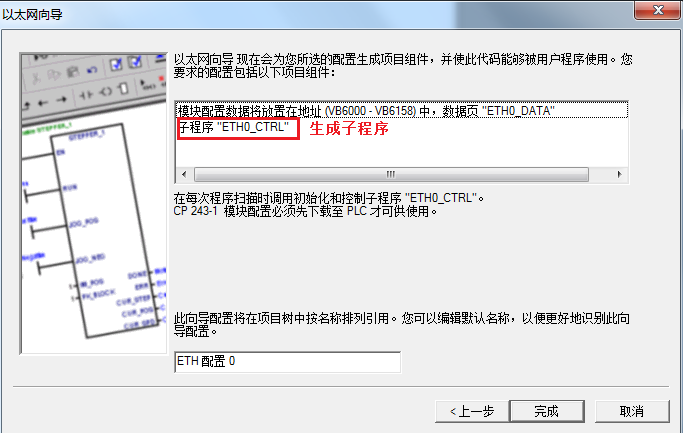 以太网向导
以太网向导 现在会为您所选的配置生成项目组件，并使此代码能够被用户程序使用。您
要求的配置包括以下项目组件：
模块配置数据将放置在地址 (VB6000 - VB6158) 中，数据页 "ETH0_DATA"
子程序 "ETH0_CTRL" 生成子程序
在每次程序扫描时调用初始化和控制子程序 "ETH0_CTRL"。
CP 243-1 模块配置必须先下载至 PLC 才可供使用。
此向导配置将在项目树中按名称排列引用。您可以编辑默认名称，以便更好地识别此向
导配置。
ETH 配置 0
<上一步 完成 取消
STEPPER_1
EN
RUN
JOG_POS
JOG_NEG
DONE
ERR